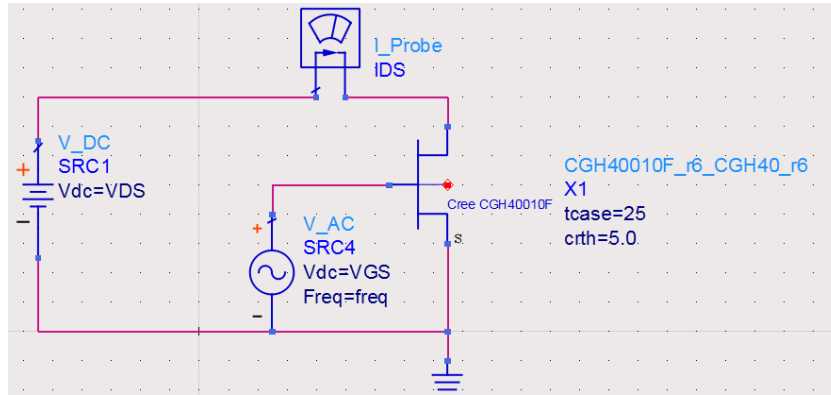 I_Probe
IDS
V_DC
SRC1
Vdc=VDS
V_AC
SRC4
Vdc=VGS
Freq=freq
Cree CGH40010F
S
CGH40010F_r6_CGH40_r6
X1
tcase=25
crth=5.0